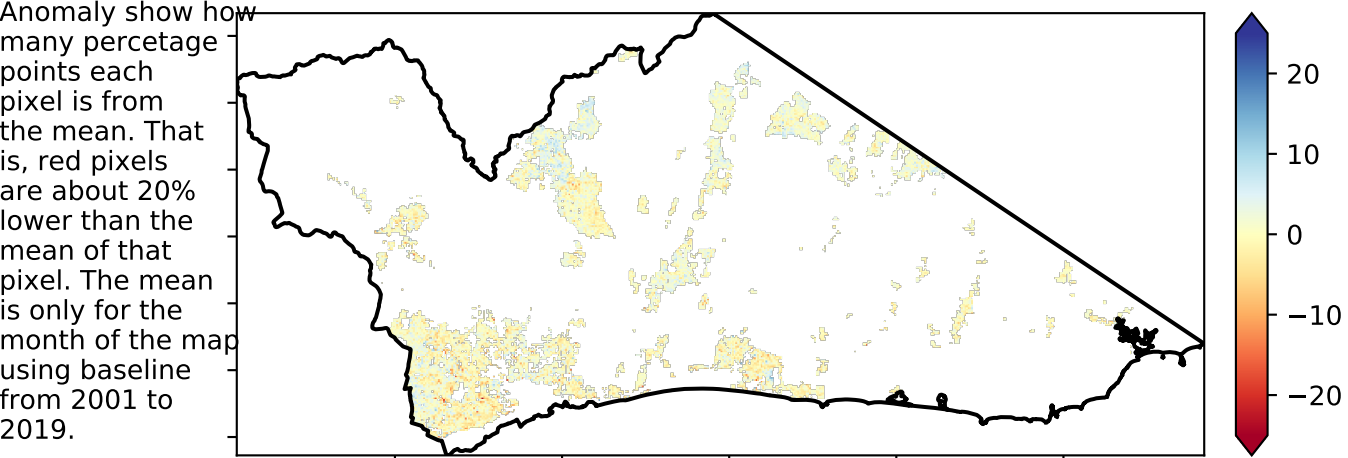 Anomaly show how
many percetage
points each
pixel is from
the mean. That
is, red pixels
are about 20%
lower than the
mean of that
pixel. The mean
is only for the
month of the map
using baseline
from 2001 to
2019.
20
10
0
−10
−20